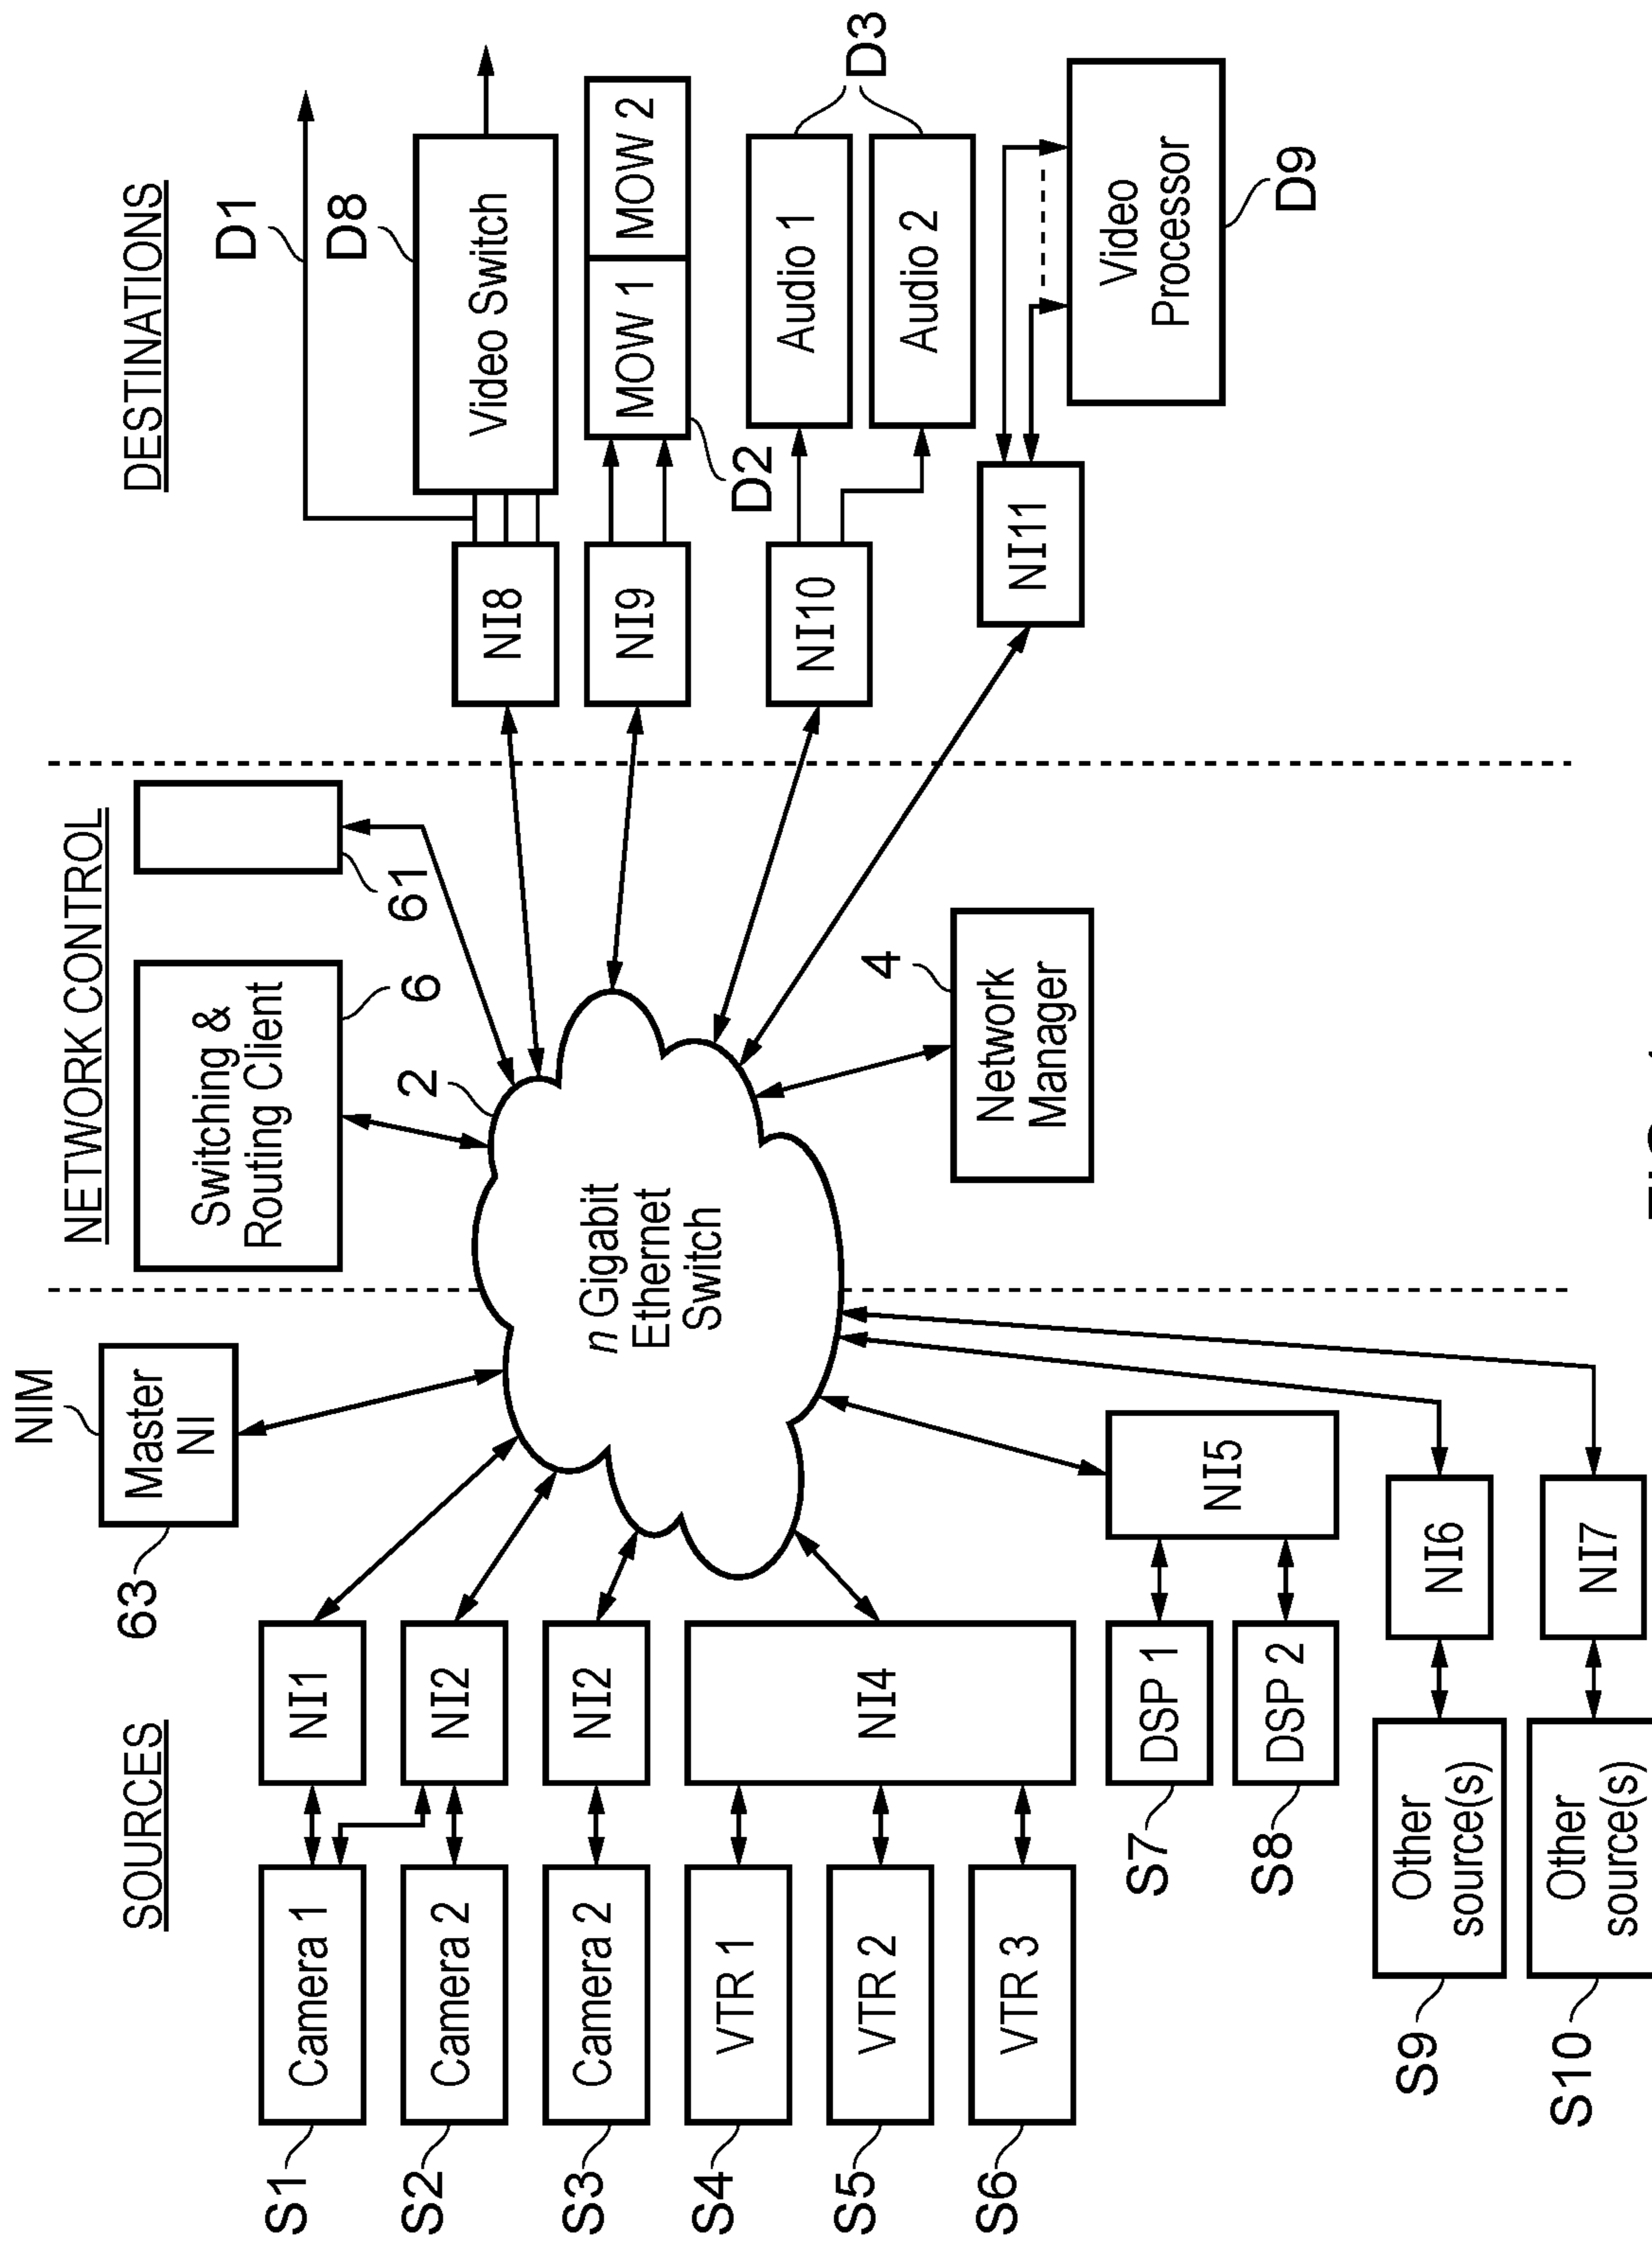 SOURCES
NETWORK CONTROL
DESTINATIONS
NIM
Master
NI
63
Switching &
Routing Client
6
61
2
n Gigabit
Ethernet
Switch
4
Network
Manager
S1
Camera 1
NI1
S2
Camera 2
NI2
S3
Camera 2
NI2
S4
VTR 1
S5
VTR 2
S6
VTR 3
NI4
S7
DSP 1
S8
DSP 2
NI5
S9
Other
source(s)
NI6
S10
Other
source(s)
NI7
D1
D8
Video Switch
NI8
MOW 1
MOW 2
D2
NI9
Audio 1
Audio 2
D3
NI10
NI11
Video
Processor
D9